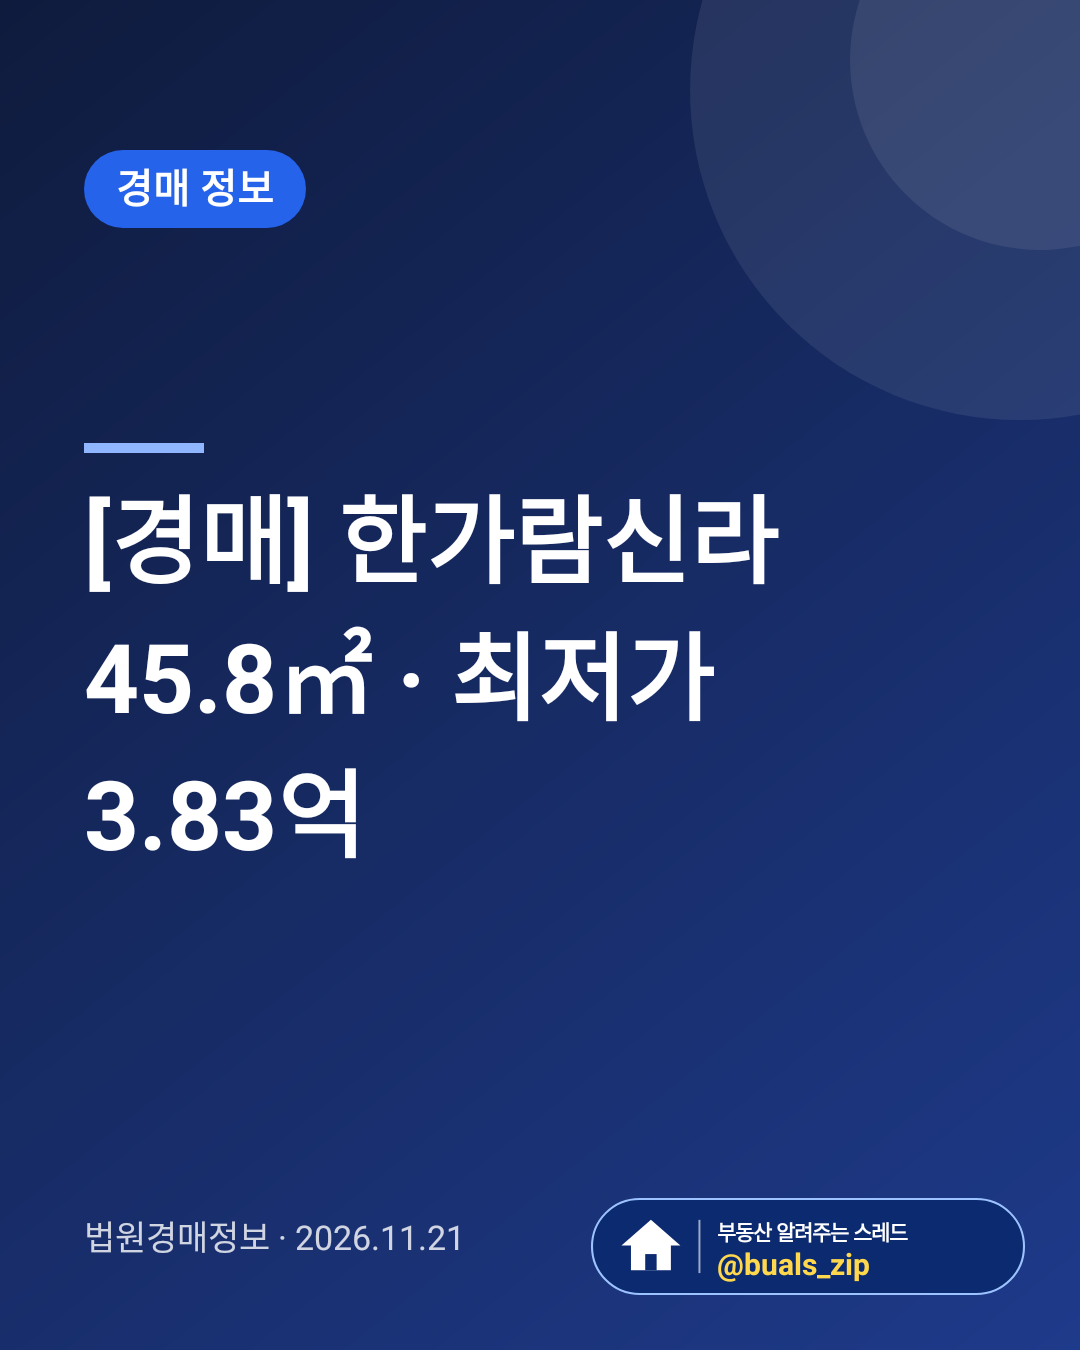 경매 정보
[경매] 한가람신라
45.8㎡ · 최저가
3.83억
법원경매정보 · 2026.11.21
부동산 알려주는 스레드
@buals_zip